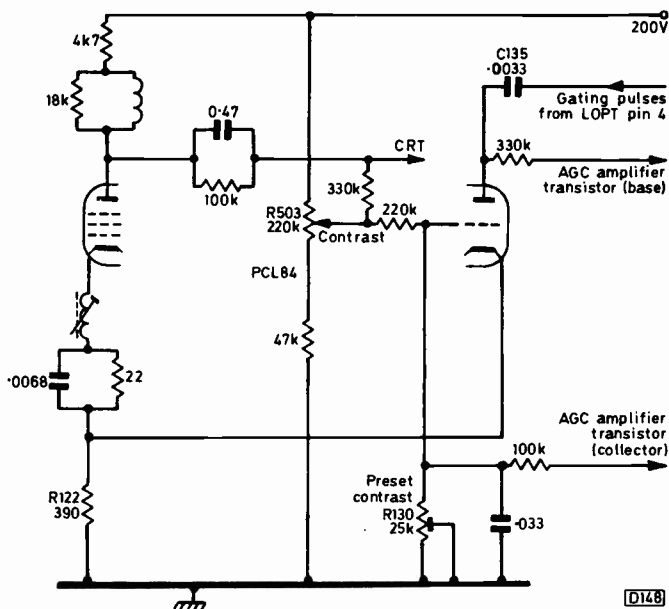 4k7
200V
C135
·0033
18k
0·47
Gating pulses
from LOPT pin 4
CRT
330k
330k
AGC amplifier
transistor (base)
100k
R503
220k
220k
Contrast
PCL84
47k
·0068
22
AGC amplifier
transistor
(collector)
100k
Preset
contrast
R122
390
R130
25k
·033
D148